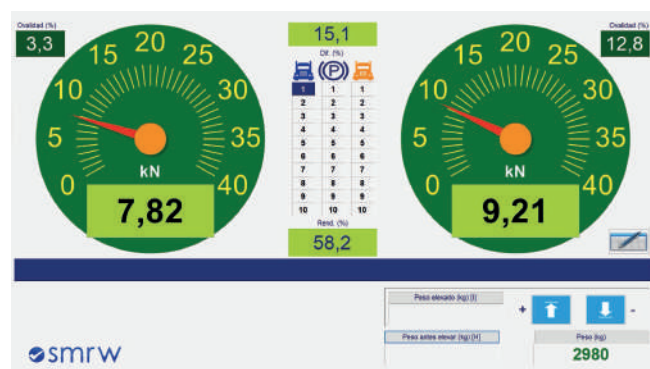 Ovalidad (%)
3,3
0
5
10
15
20
25
30
35
40
kN
7,82
15,1
Dif. (%)
(P)
1 1 1
2 2 2
3 3 3
4 4 4
5 5 5
6 6 6
7 7 7
8 8 8
9 9 9
10 10 10
Rend. (%)
58,2
Ovalidad (%)
12,8
0
5
10
15
20
25
30
35
40
kN
9,21
Peso elevado (kg) [I]
+ -
Peso antes elevar (kg) [H]
Peso (kg)
2980
smrw